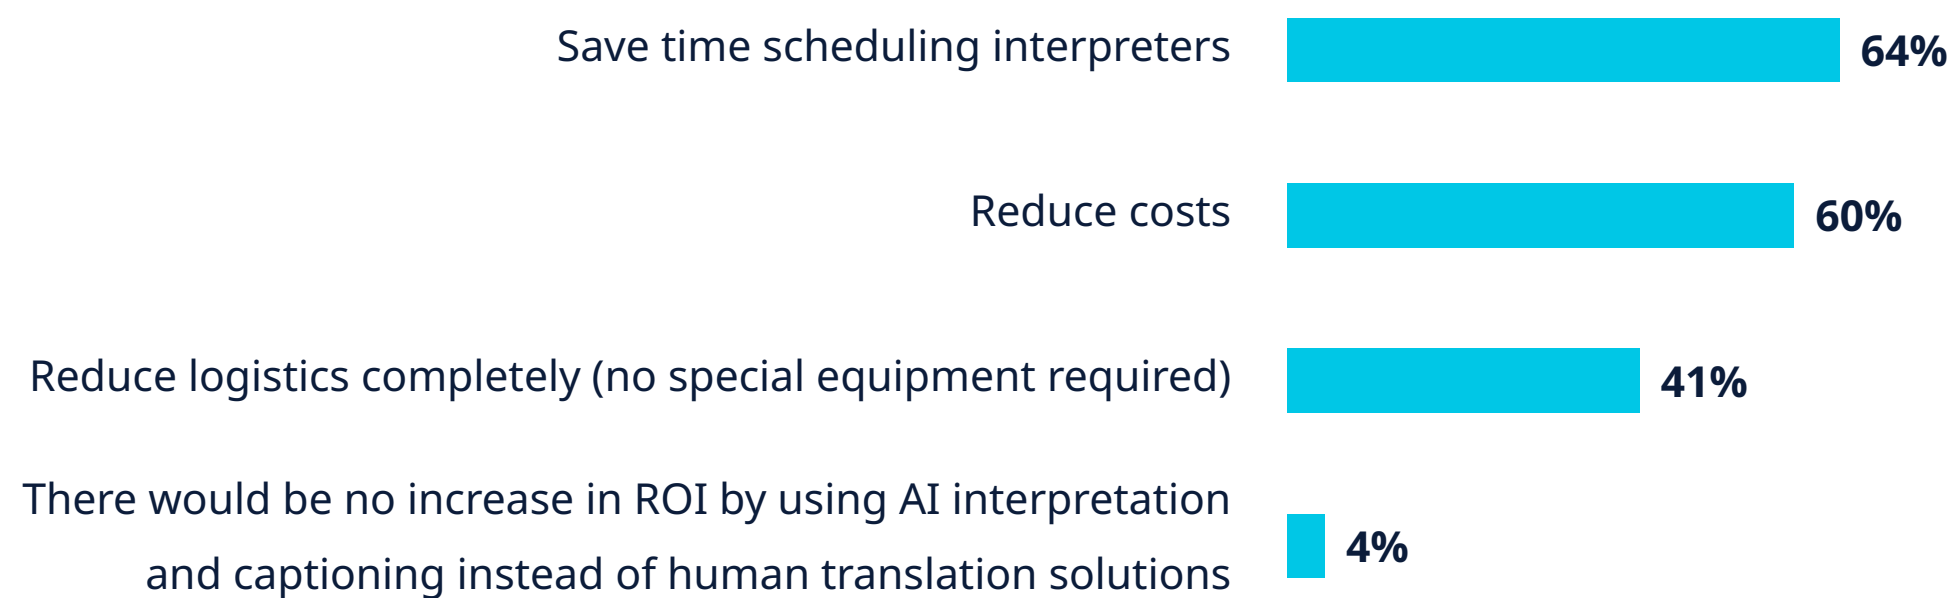 Save time scheduling interpreters 64%
Reduce costs 60%
Reduce logistics completely (no special equipment required) 41%
There would be no increase in ROI by using AI interpretation
and captioning instead of human translation solutions 4%